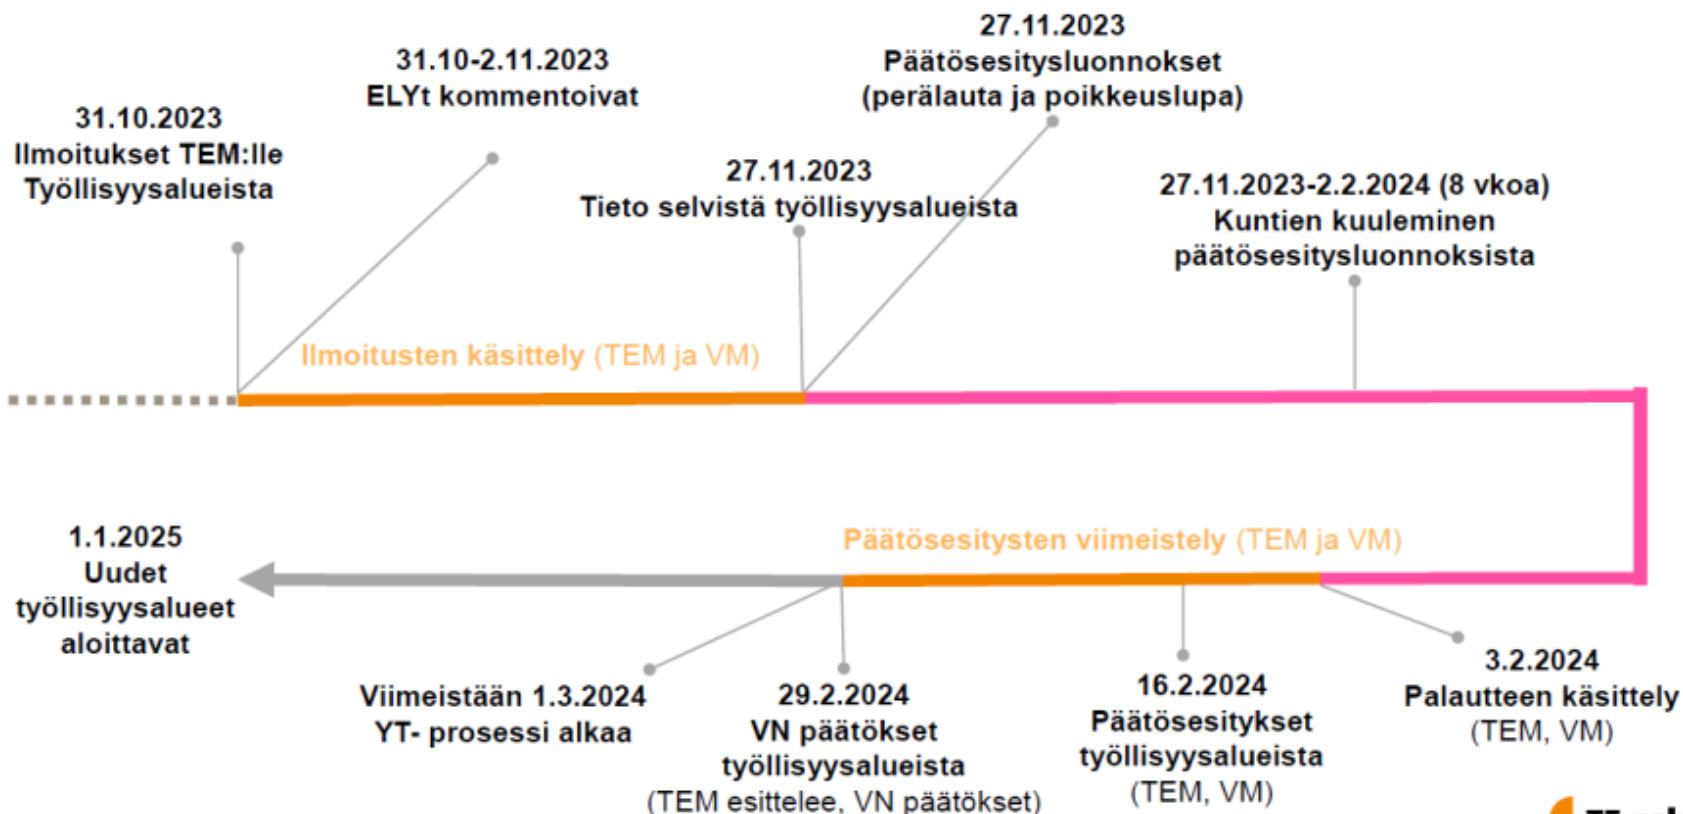 31.10.2023
Ilmoitukset TEM:lle
Työllisyysalueista
31.10-2.11.2023
ELYt kommentoivat
27.11.2023
Tieto selvistä työllisyysalueista
27.11.2023
Päätösesitysluonnokset
(perälauta ja poikkeuslupa)
27.11.2023-2.2.2024 (8 vkoa)
Kuntien kuuleminen
päätösesitysluonnoksista
Ilmoitusten käsittely (TEM ja VM)
Päätösesitysten viimeistely (TEM ja VM)
3.2.2024
Palautteen käsittely
(TEM, VM)
16.2.2024
Päätösesitykset
työllisyysalueista
(TEM, VM)
29.2.2024
VN päätökset
työllisyysalueista
(TEM esittelee, VN päätökset)
Viimeistään 1.3.2024
YT- prosessi alkaa
1.1.2025
Uudet
työllisyysalueet
aloittavat